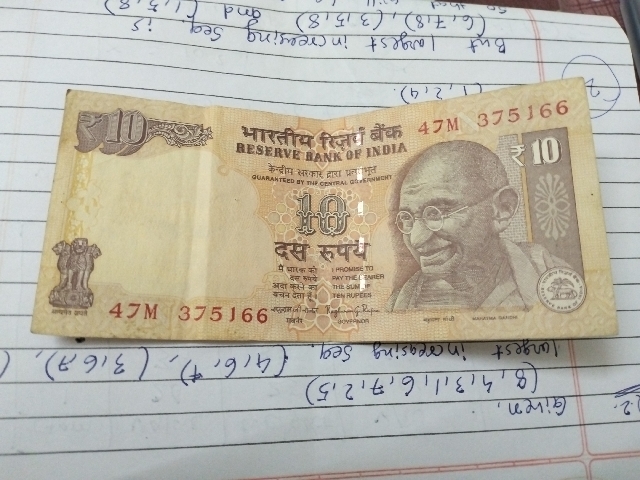 ₹10
भारतीय रिज़र्व बैंक
RESERVE BANK OF INDIA
47M 375166
केन्द्रीय सरकार द्वारा प्रत्याभूत
GUARANTEED BY THE CENTRAL GOVERNMENT
₹10
10
दस रुपये
मैं धारक को
दस रुपये
अदा करने का
वचन देता हूँ
I PROMISE TO
PAY THE BEARER
THE SUM OF
TEN RUPEES
गवर्नर
GOVERNOR
47M 375166
सत्यमेव जयते
महात्मा गांधी
MAHATMA GANDHI
Given,
(8, 4, 3, 1, 6, 7, 2, 5)
largest increasing seq. (4, 6, 7), (3, 6, 7), (
(1, 2, 4).
But largest increasing seq is
(6, 7, 8), (3, 5, 8) and (1, 5, 8)